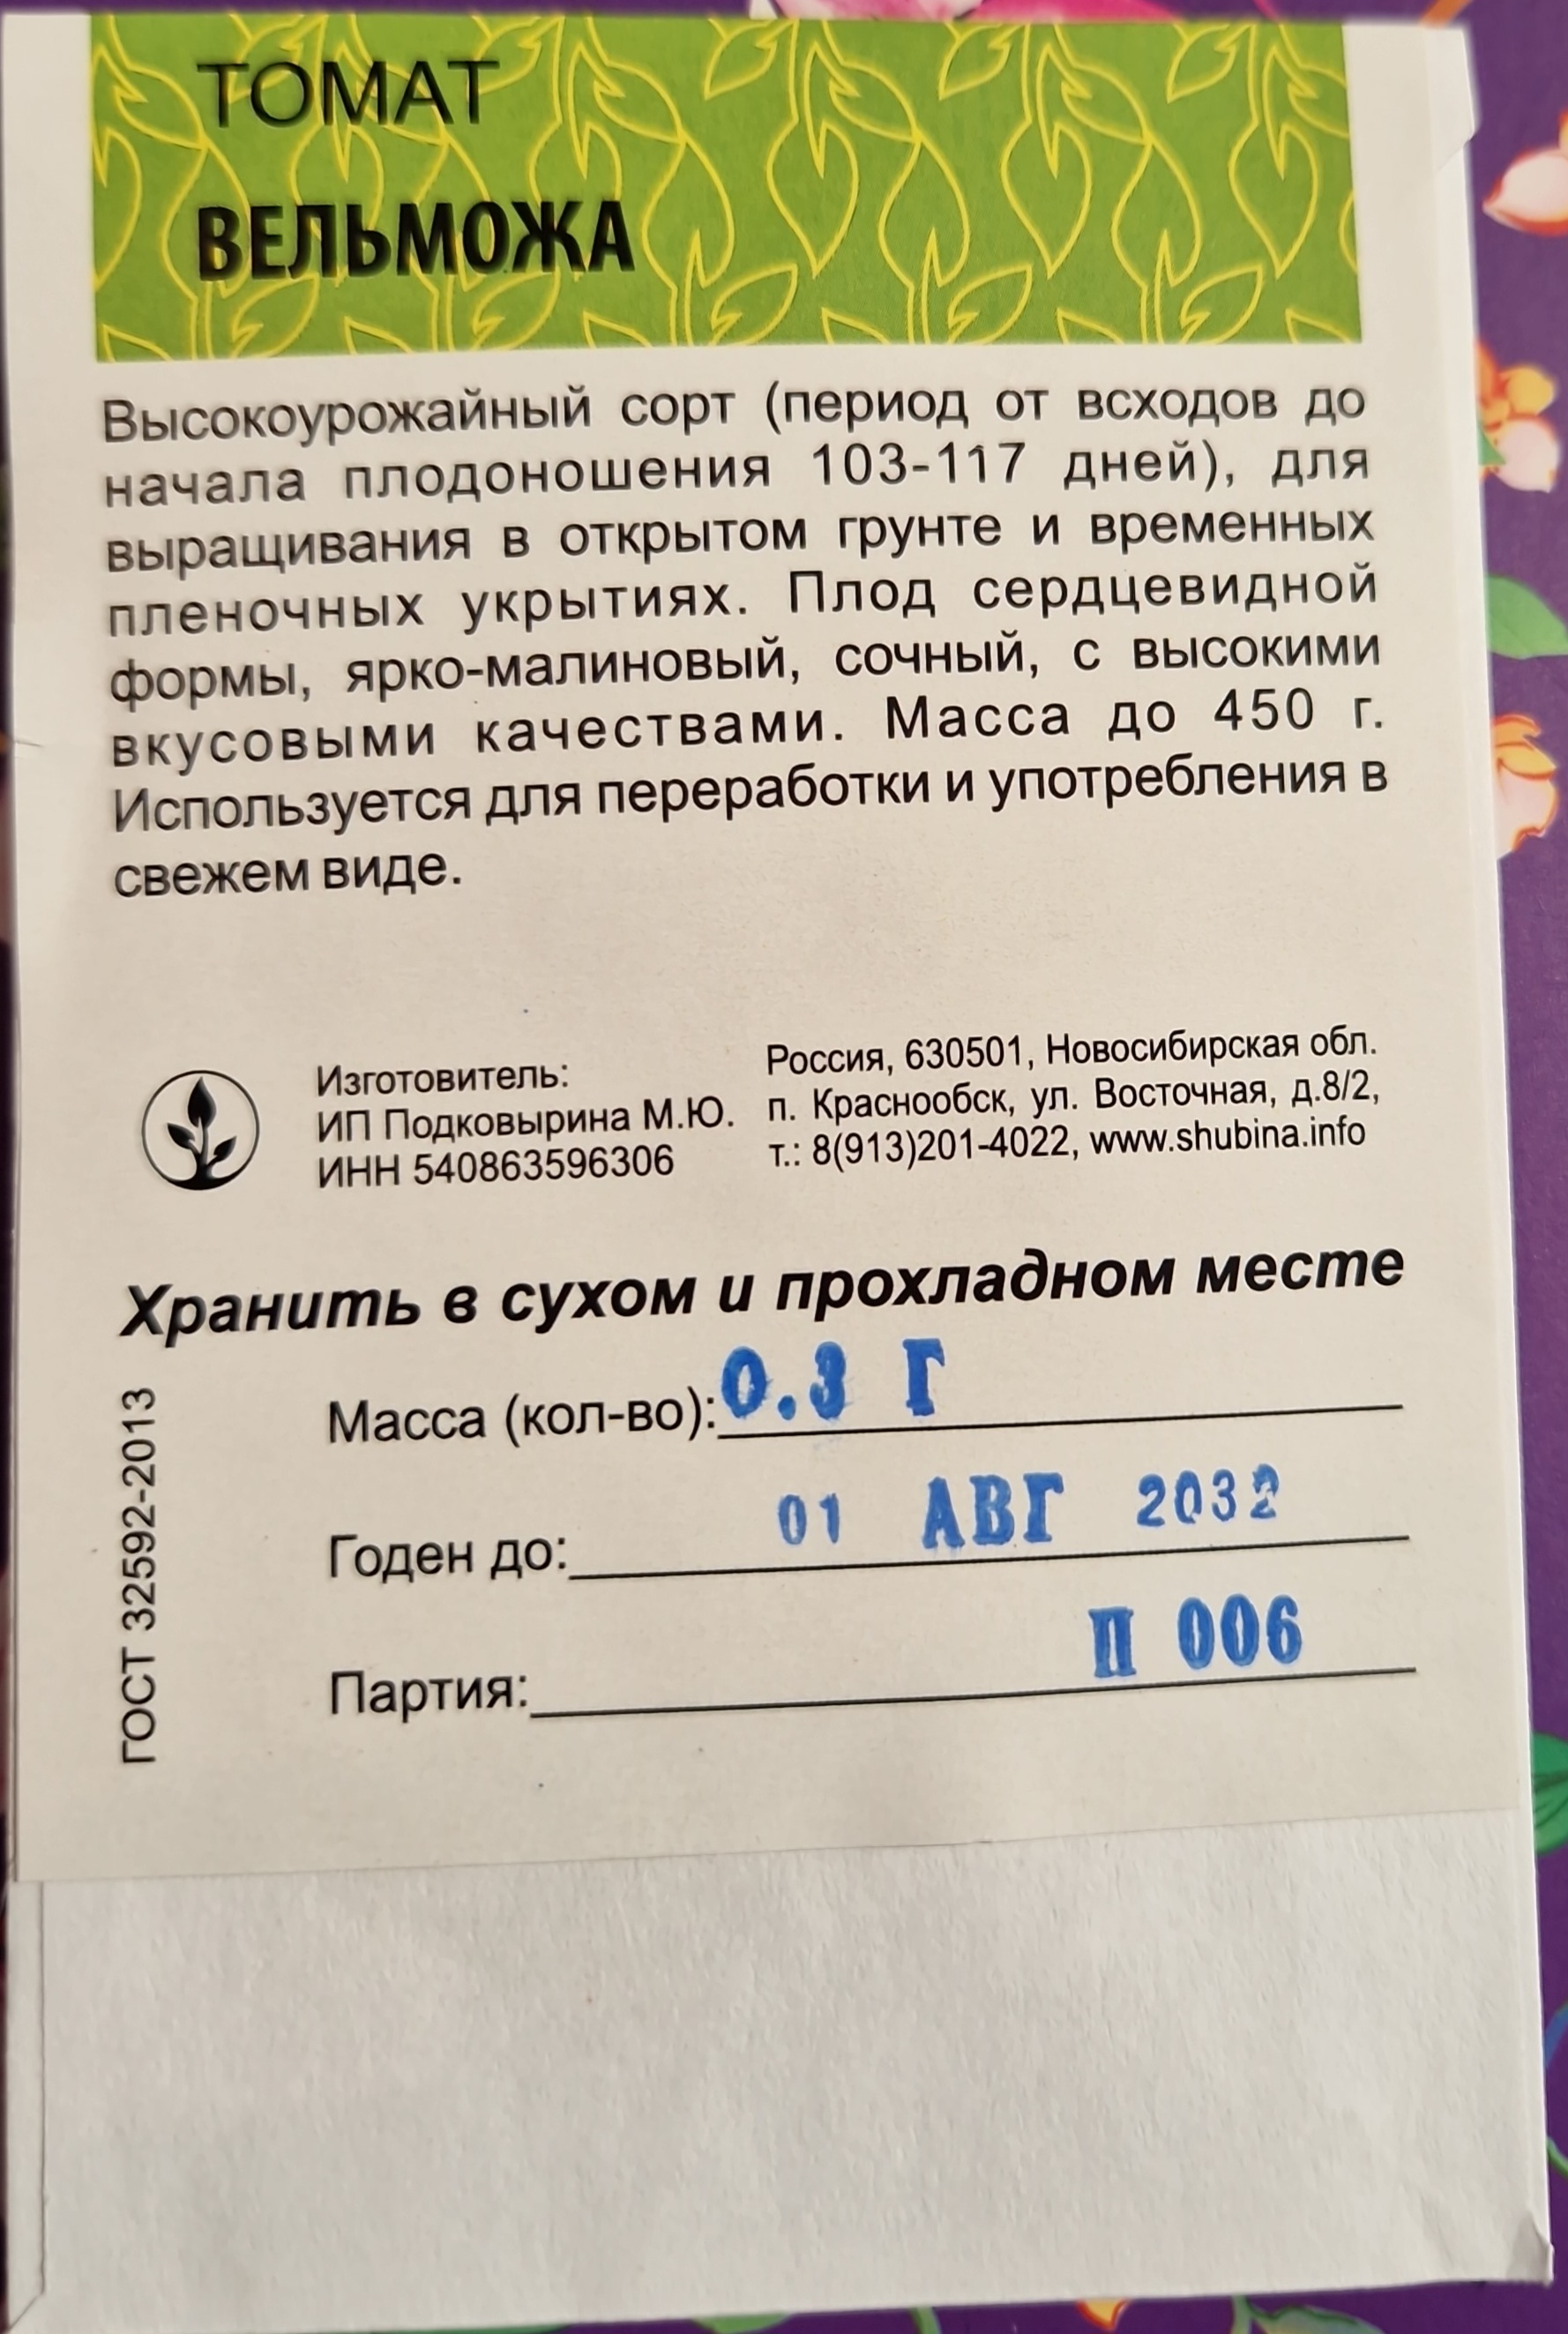 ТОМАТ
ВЕЛЬМОЖА
Высокоурожайный сорт (период от всходов до
начала плодоношения 103-117 дней), для
выращивания в открытом грунте и временных
пленочных укрытиях. Плод сердцевидной
формы, ярко-малиновый, сочный, с высокими
вкусовыми качествами. Масса до 450 г.
Используется для переработки и употребления в
свежем виде.
Изготовитель:
ИП Подковырина М.Ю.
ИНН 540863596306
Россия, 630501, Новосибирская обл.
п. Краснообск, ул. Восточная, д.8/2,
т.: 8(913)201-4022, www.shubina.info
Хранить в сухом и прохладном месте
ГОСТ 32592-2013
Масса (кол-во): 0.3 Г
Годен до: 01 АВГ 2032
Партия: П 006